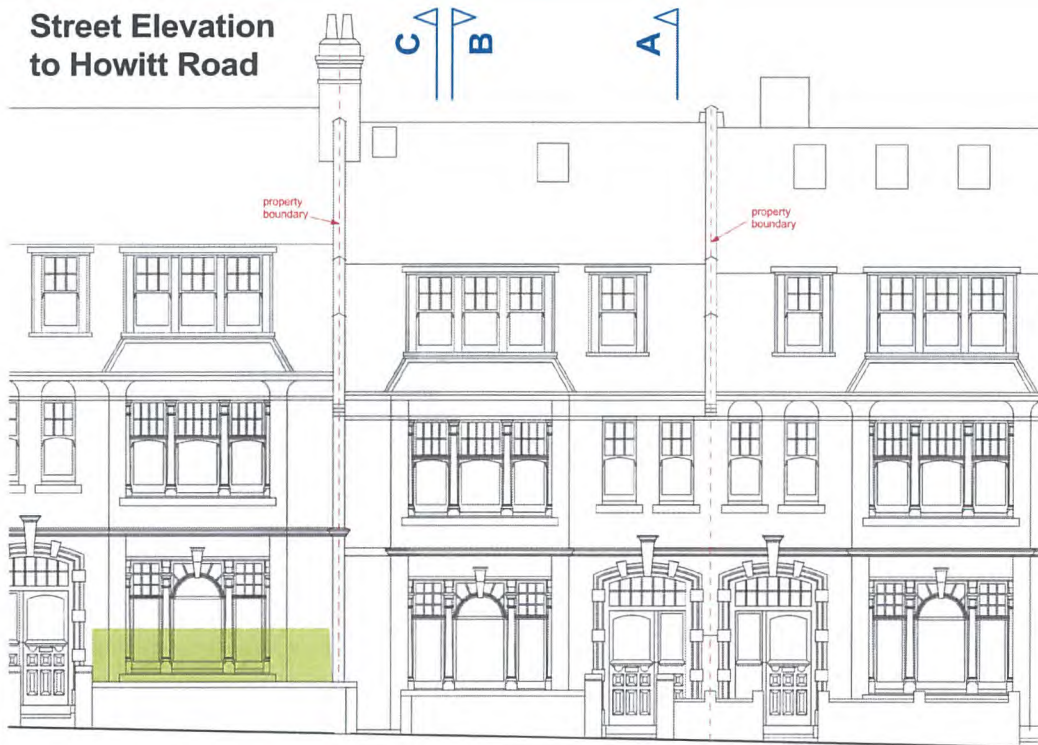 Street Elevation
to Howitt Road
C
B
A
property
boundary
property
boundary